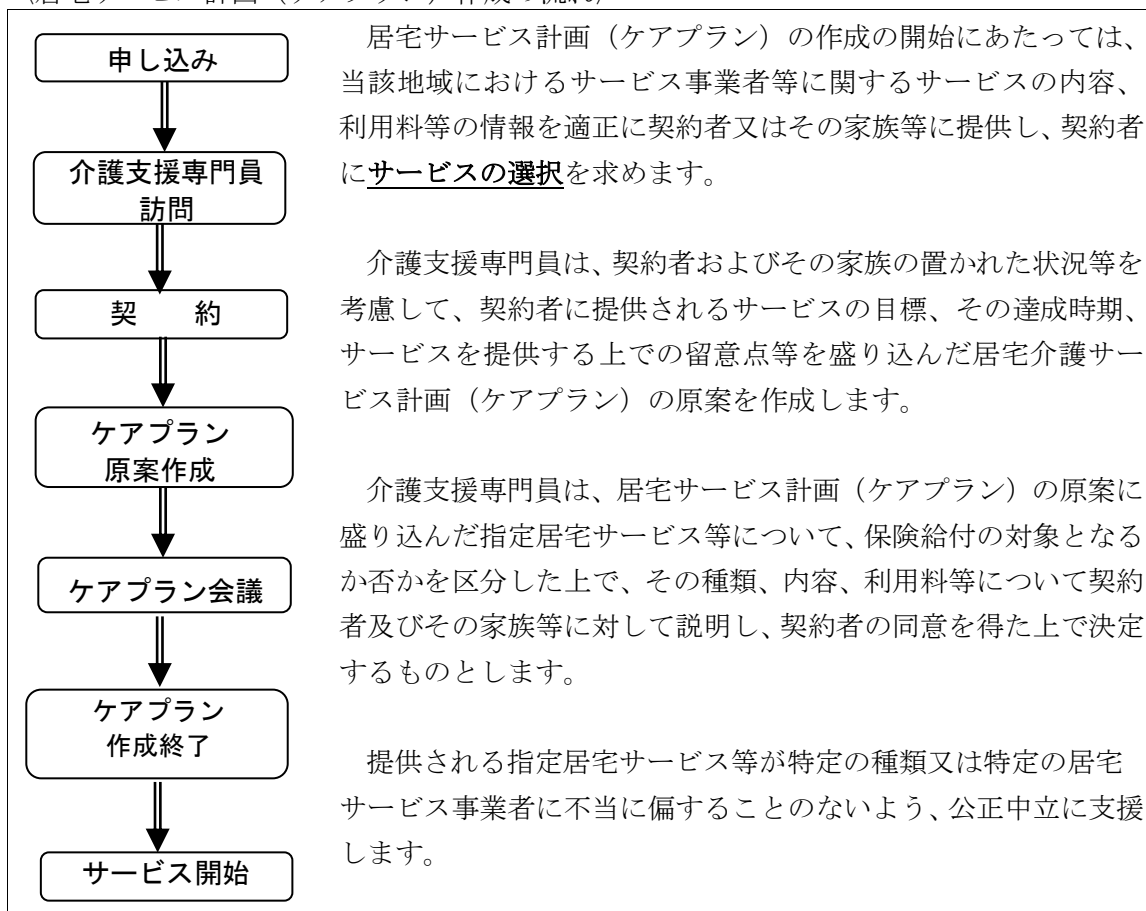 申し込み
介護支援専門員
訪問
契　　約
ケアプラン
原案作成
ケアプラン会議
ケアプラン
作成終了
サービス開始
居宅サービス計画（ケアプラン）の作成の開始にあたっては、
当該地域におけるサービス事業者等に関するサービスの内容、
利用料等の情報を適正に契約者又はその家族等に提供し、契約者
にサービスの選択を求めます。
介護支援専門員は、契約者およびその家族の置かれた状況等を
考慮して、契約者に提供されるサービスの目標、その達成時期、
サービスを提供する上での留意点等を盛り込んだ居宅介護サー
ビス計画（ケアプラン）の原案を作成します。
介護支援専門員は、居宅サービス計画（ケアプラン）の原案に
盛り込んだ指定居宅サービス等について、保険給付の対象となる
か否かを区分した上で、その種類、内容、利用料等について契約
者及びその家族等に対して説明し、契約者の同意を得た上で決定
するものとします。
提供される指定居宅サービス等が特定の種類又は特定の居宅
サービス事業者に不当に偏することのないよう、公正中立に支援
します。